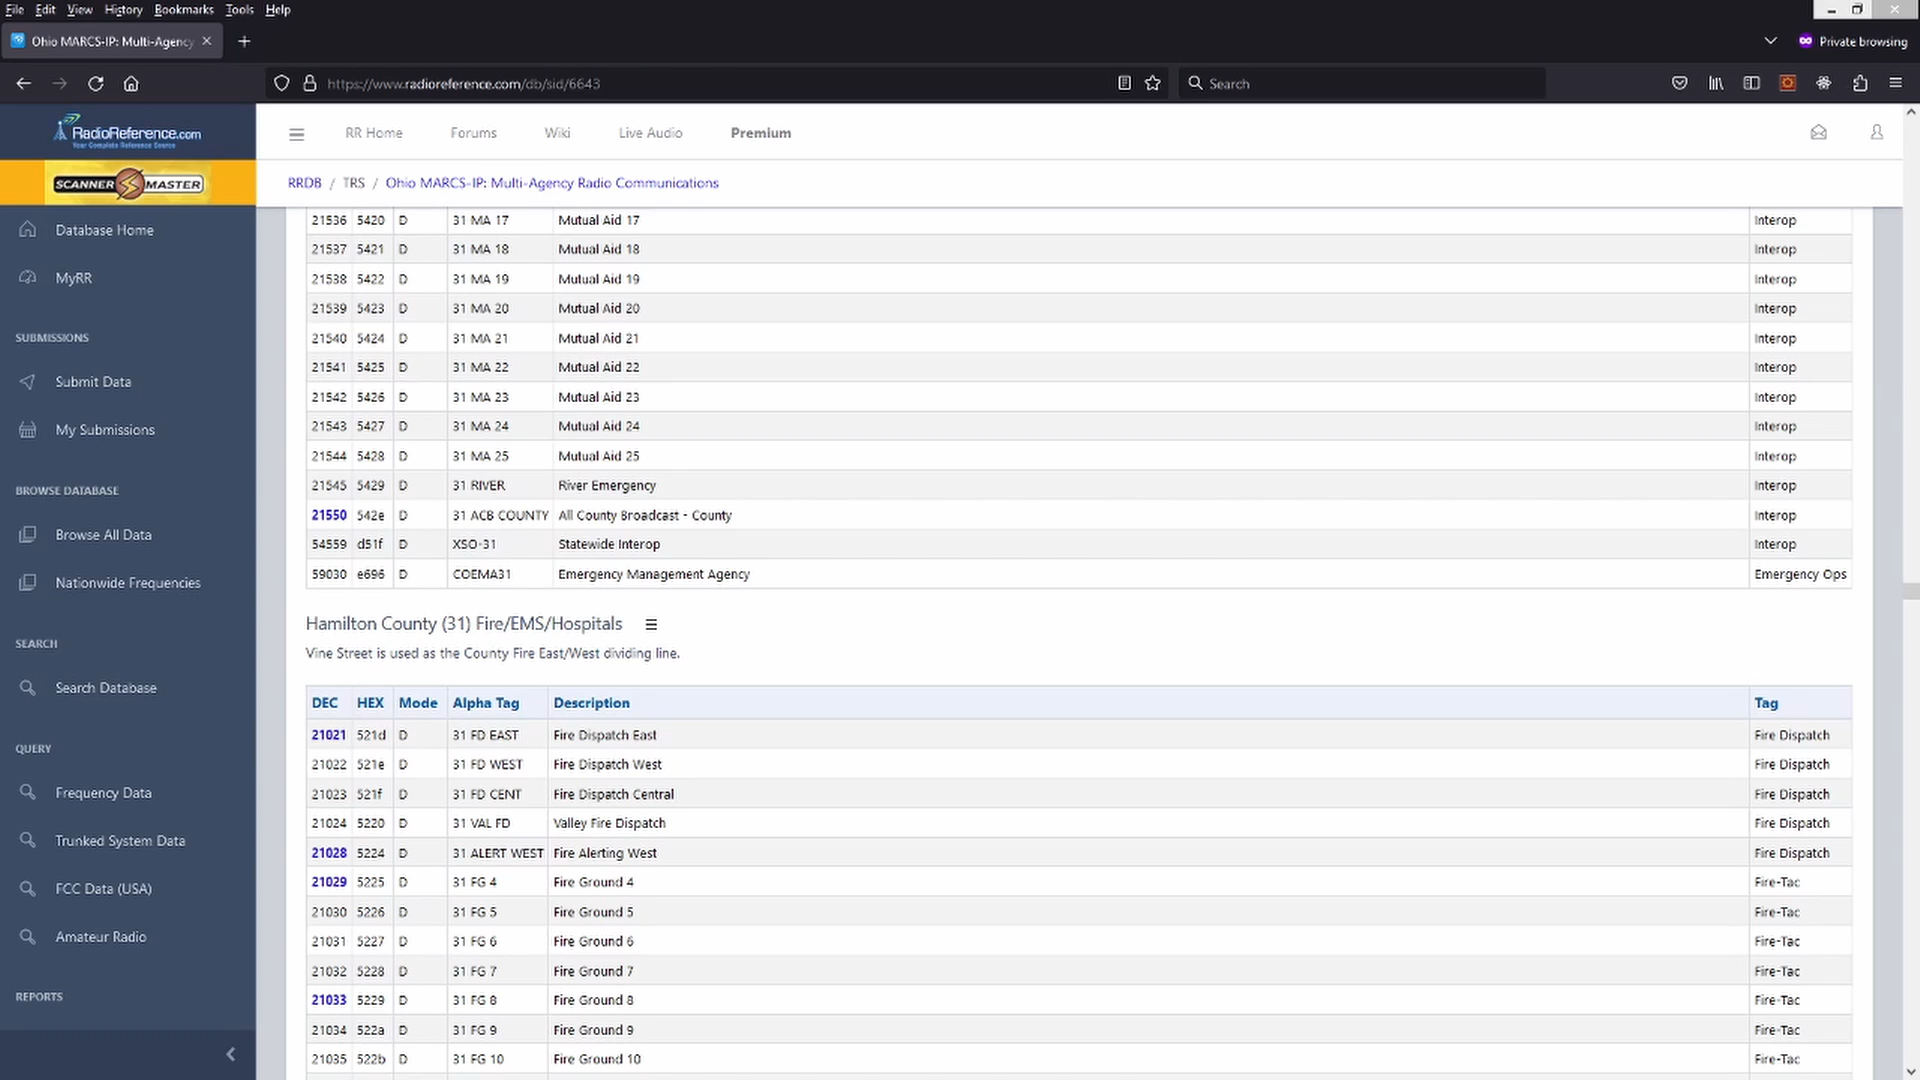 File Edit View History Bookmarks Tools Help
Ohio MARCS-IP: Multi-Agency
Private browsing
https://www.radioreference.com/db/sid/6643
Search
RadioReference.com
Your Complete Reference Source
RR Home Forums Wiki Live Audio Premium
SCANNER MASTER
RRDB / TRS / Ohio MARCS-IP: Multi-Agency Radio Communications
Database Home
MyRR
SUBMISSIONS
Submit Data
My Submissions
BROWSE DATABASE
Browse All Data
Nationwide Frequencies
SEARCH
Search Database
QUERY
Frequency Data
Trunked System Data
FCC Data (USA)
Amateur Radio
REPORTS
21536 5420 D 31 MA 17 Mutual Aid 17 Interop
21537 5421 D 31 MA 18 Mutual Aid 18 Interop
21538 5422 D 31 MA 19 Mutual Aid 19 Interop
21539 5423 D 31 MA 20 Mutual Aid 20 Interop
21540 5424 D 31 MA 21 Mutual Aid 21 Interop
21541 5425 D 31 MA 22 Mutual Aid 22 Interop
21542 5426 D 31 MA 23 Mutual Aid 23 Interop
21543 5427 D 31 MA 24 Mutual Aid 24 Interop
21544 5428 D 31 MA 25 Mutual Aid 25 Interop
21545 5429 D 31 RIVER River Emergency Interop
21550 542e D 31 ACB COUNTY All County Broadcast - County Interop
54559 d51f D XSO-31 Statewide Interop Interop
59030 e696 D COEMA31 Emergency Management Agency Emergency Ops
Hamilton County (31) Fire/EMS/Hospitals
Vine Street is used as the County Fire East/West dividing line.
DEC HEX Mode Alpha Tag Description Tag
21021 521d D 31 FD EAST Fire Dispatch East Fire Dispatch
21022 521e D 31 FD WEST Fire Dispatch West Fire Dispatch
21023 521f D 31 FD CENT Fire Dispatch Central Fire Dispatch
21024 5220 D 31 VAL FD Valley Fire Dispatch Fire Dispatch
21028 5224 D 31 ALERT WEST Fire Alerting West Fire Dispatch
21029 5225 D 31 FG 4 Fire Ground 4 Fire-Tac
21030 5226 D 31 FG 5 Fire Ground 5 Fire-Tac
21031 5227 D 31 FG 6 Fire Ground 6 Fire-Tac
21032 5228 D 31 FG 7 Fire Ground 7 Fire-Tac
21033 5229 D 31 FG 8 Fire Ground 8 Fire-Tac
21034 522a D 31 FG 9 Fire Ground 9 Fire-Tac
21035 522b D 31 FG 10 Fire Ground 10 Fire-Tac